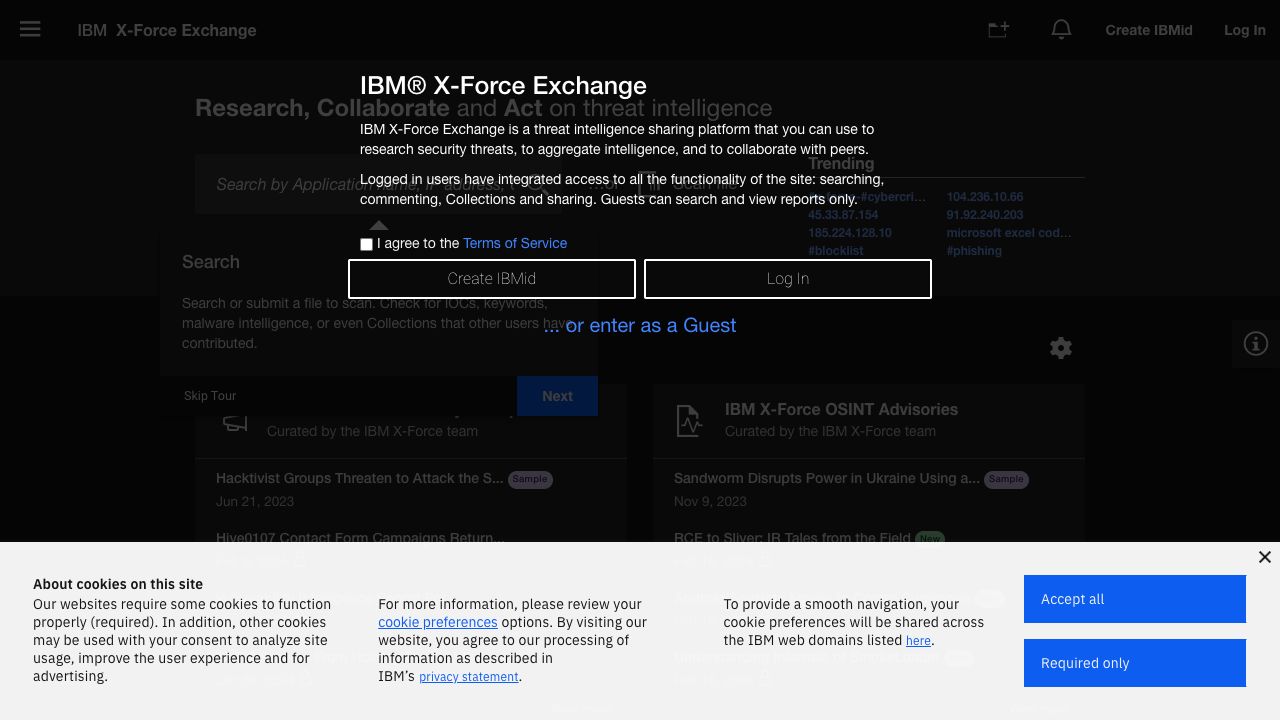 IBM X-Force Exchange
Create IBMid
Log In
IBM® X-Force Exchange
Research, Collaborate and Act on threat intelligence
IBM X-Force Exchange is a threat intelligence sharing platform that you can use to
research security threats, to aggregate intelligence, and to collaborate with peers.
Trending
Search by Application name, IP address,
Scan file
Logged in users have integrated access to all the functionality of the site: searching,
commenting, Collections and sharing. Guests can search and view reports only.
104.236.10.66
45.33.87.154
91.92.240.203
185.224.128.10
microsoft excel cod...
#blocklist
#phishing
I agree to the Terms of Service
Search
Create IBMid
Log In
Search or submit a file to scan. Check for IOCs, keywords,
malware intelligence, or even Collections that other users have
contributed.
... or enter as a Guest
Skip Tour
Next
Curated by the IBM X-Force team
IBM X-Force OSINT Advisories
Curated by the IBM X-Force team
Hacktivist Groups Threaten to Attack the S... Sample
Jun 21, 2023
Hive0107 Contact Form Campaigns Return...
Sandworm Disrupts Power in Ukraine Using a... Sample
Nov 9, 2023
RCE to Sliver: IR Tales from the Field New
About cookies on this site
Our websites require some cookies to function
properly (required). In addition, other cookies
may be used with your consent to analyze site
usage, improve the user experience and for
advertising.
For more information, please review your
cookie preferences options. By visiting our
website, you agree to our processing of
information as described in
IBM's privacy statement.
To provide a smooth navigation, your
cookie preferences will be shared across
the IBM web domains listed here.
Accept all
Required only